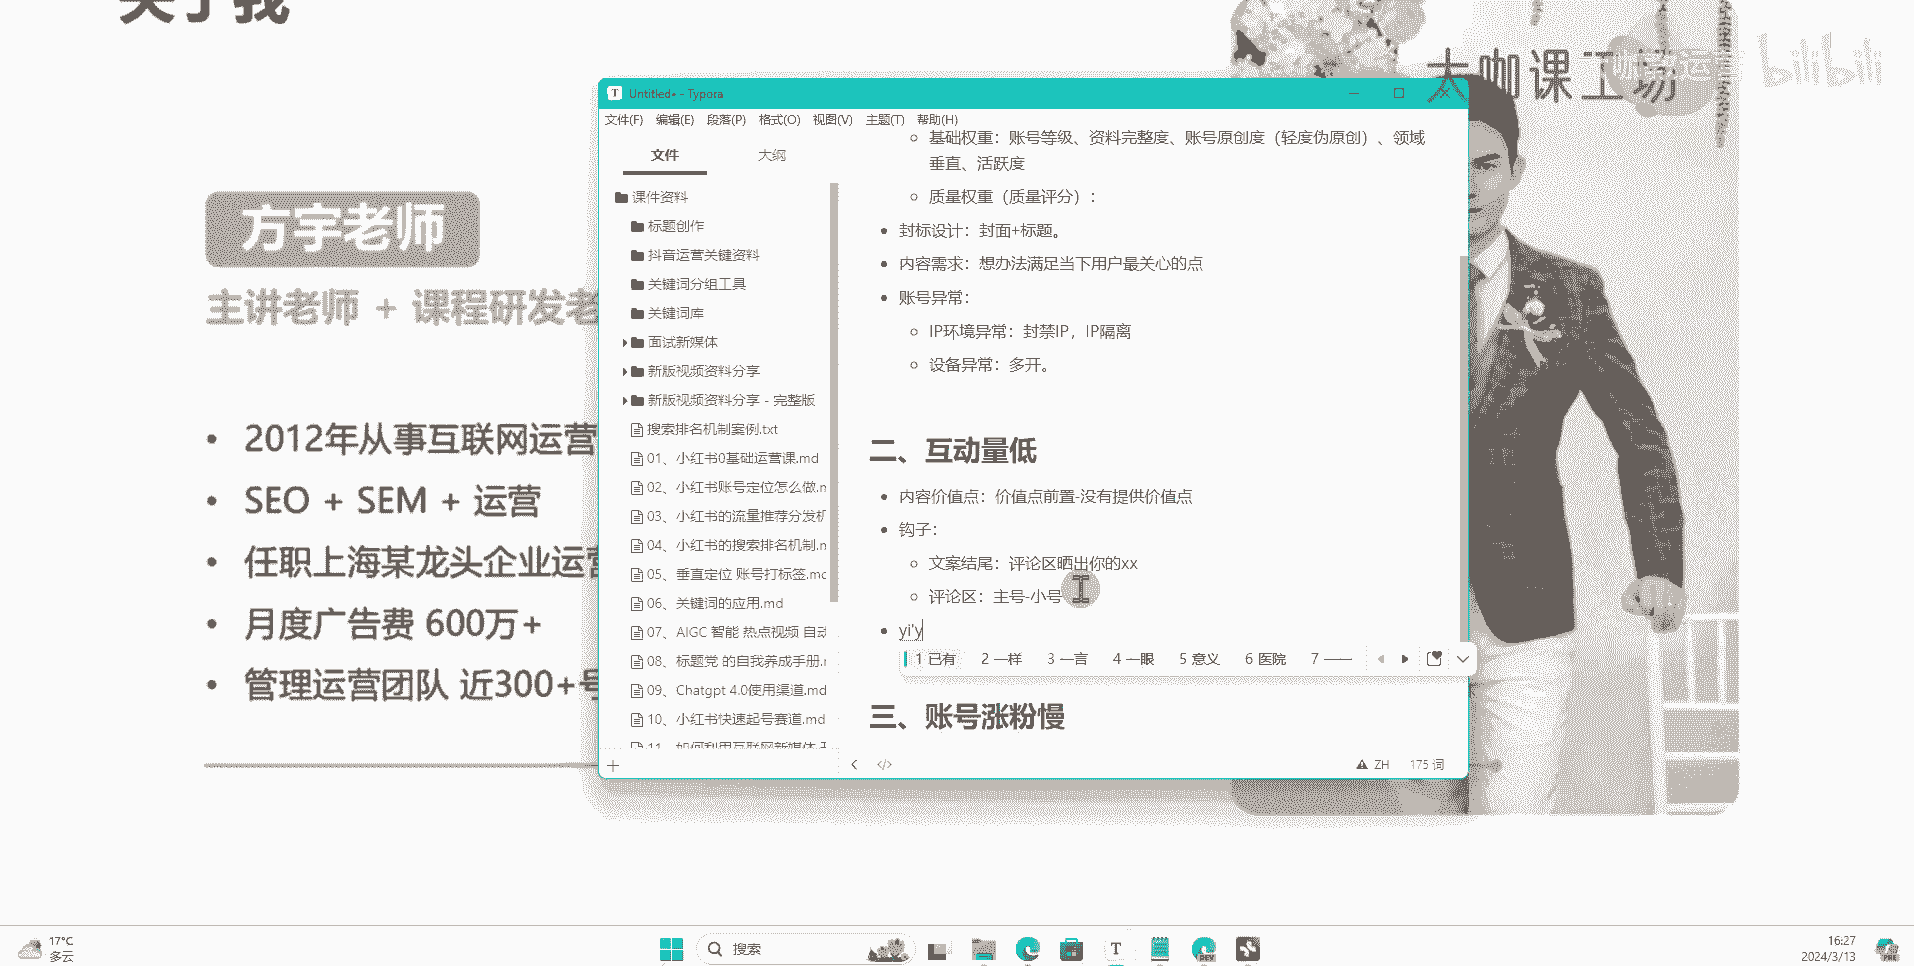 关于我
大咖课工场
bilibili
方宇老师
主讲老师 + 课程研发老
• 2012年从事互联网运营
• SEO + SEM + 运营
• 任职上海某龙头企业运营
• 月度广告费 600万+
• 管理运营团队 近300+号
Untitled• - Typora
文件(F) 编辑(E) 段落(P) 格式(O) 视图(V) 主题(T) 帮助(H)
文件 大纲
课件资料
标题创作
抖音运营关键资料
关键词分组工具
关键词库
面试新媒体
新版视频资料分享
新版视频资料分享 - 完整版
搜索排名机制案例.txt
01、小红书0基础运营课.md
02、小红书账号定位怎么做.m
03、小红书的流量推荐分发机
04、小红书的搜索排名机制.m
05、垂直定位 账号打标签.md
06、关键词的应用.md
07、AIGC 智能 热点视频 自动
08、标题党 的自我养成手册.m
09、Chatgpt 4.0使用渠道.md
10、小红书快速起号赛道.md
11、如何利用互联网新媒体
基础权重：账号等级、资料完整度、账号原创度（轻度伪原创）、领域
垂直、活跃度
质量权重（质量评分）：
• 封标设计：封面+标题。
• 内容需求：想办法满足当下用户最关心的点
• 账号异常：
IP环境异常：封禁IP，IP隔离
设备异常：多开。
二、互动量低
• 内容价值点：价值点前置-没有提供价值点
• 钩子：
文案结尾：评论区晒出你的xx
评论区：主号-小号
• yi'y
1 已有 2 一样 3 一言 4 一眼 5 意义 6 医院 7 一一
三、账号涨粉慢
ZH 175 词
17°C
多云
搜索
16:27
2024/3/13